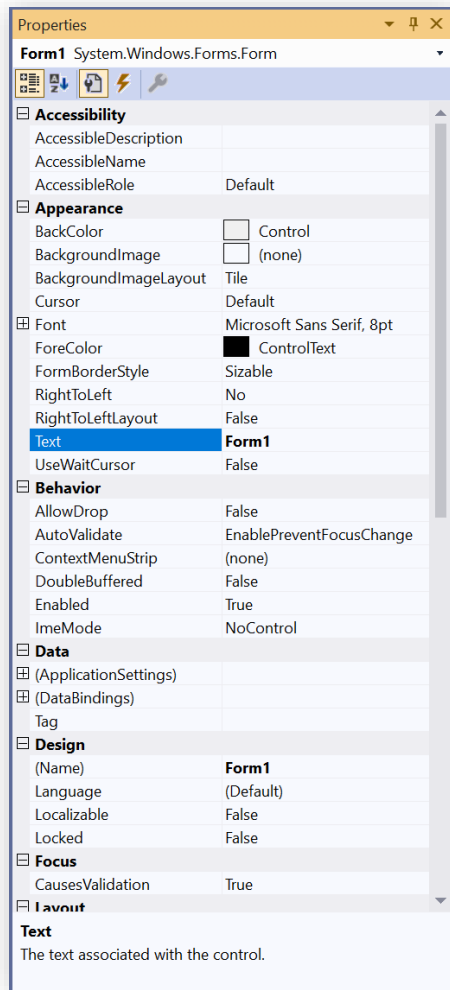 Properties
Form1 System.Windows.Forms.Form
Accessibility
AccessibleDescription
AccessibleName
AccessibleRole Default
Appearance
BackColor Control
BackgroundImage (none)
BackgroundImageLayout Tile
Cursor Default
Font Microsoft Sans Serif, 8pt
ForeColor ControlText
FormBorderStyle Sizable
RightToLeft No
RightToLeftLayout False
Text Form1
UseWaitCursor False
Behavior
AllowDrop False
AutoValidate EnablePreventFocusChange
ContextMenuStrip (none)
DoubleBuffered False
Enabled True
ImeMode NoControl
Data
(ApplicationSettings)
(DataBindings)
Tag
Design
(Name) Form1
Language (Default)
Localizable False
Locked False
Focus
CausesValidation True
Layout
Text
The text associated with the control.